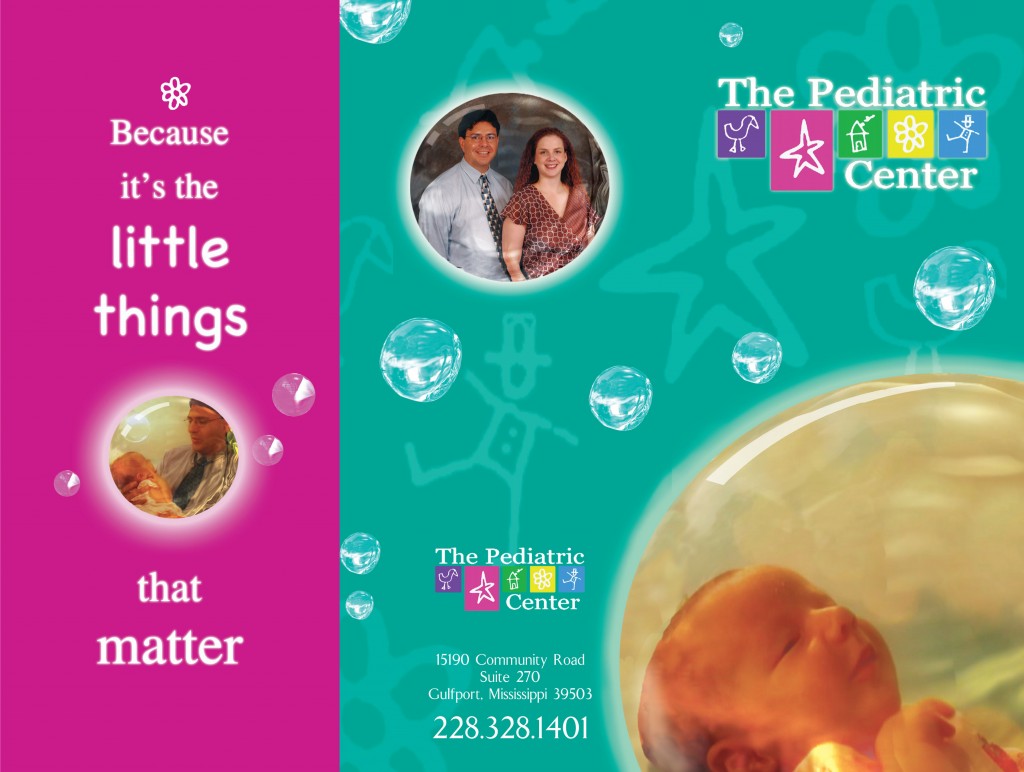 Because
it's the
little
things
that
matter
The Pediatric
Center
15190 Community Road
Suite 270
Gulfport, Mississippi 39503
228.328.1401
The Pediatric
Center